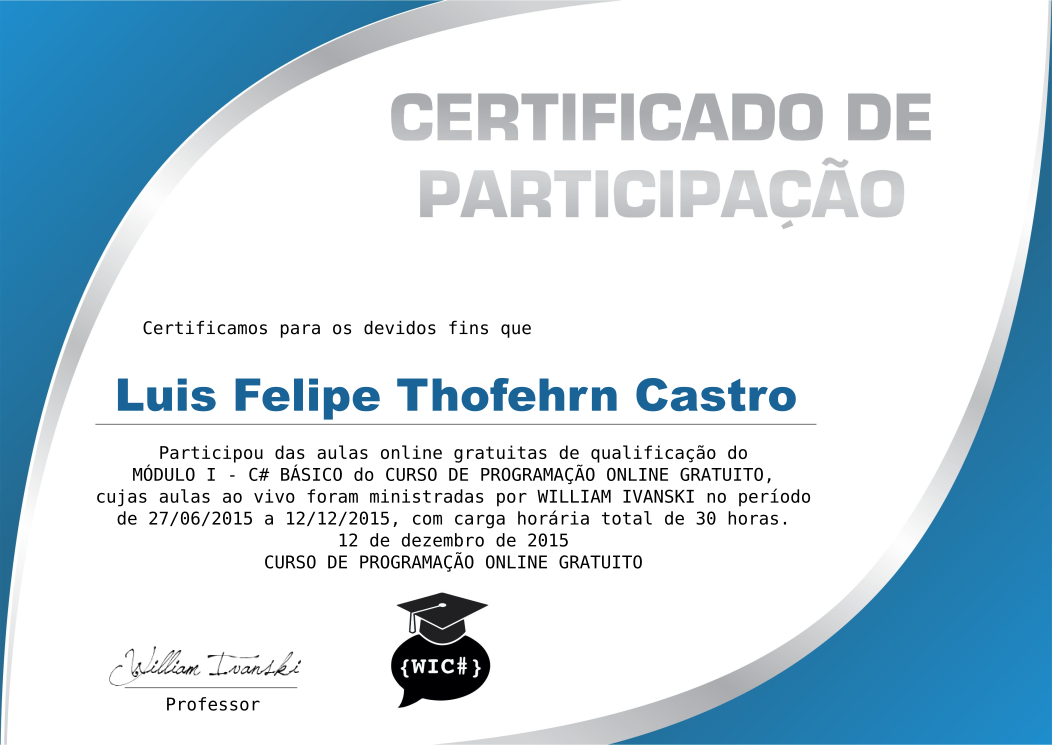 CERTIFICADO DE
PARTICIPAÇÃO
Certificamos para os devidos fins que
Luis Felipe Thofehrn Castro
Participou das aulas online gratuitas de qualificação do
MÓDULO I - C# BÁSICO do CURSO DE PROGRAMAÇÃO ONLINE GRATUITO,
cujas aulas ao vivo foram ministradas por WILLIAM IVANSKI no período
de 27/06/2015 a 12/12/2015, com carga horária total de 30 horas.
12 de dezembro de 2015
CURSO DE PROGRAMAÇÃO ONLINE GRATUITO
William Ivanski
{WIC#}
Professor